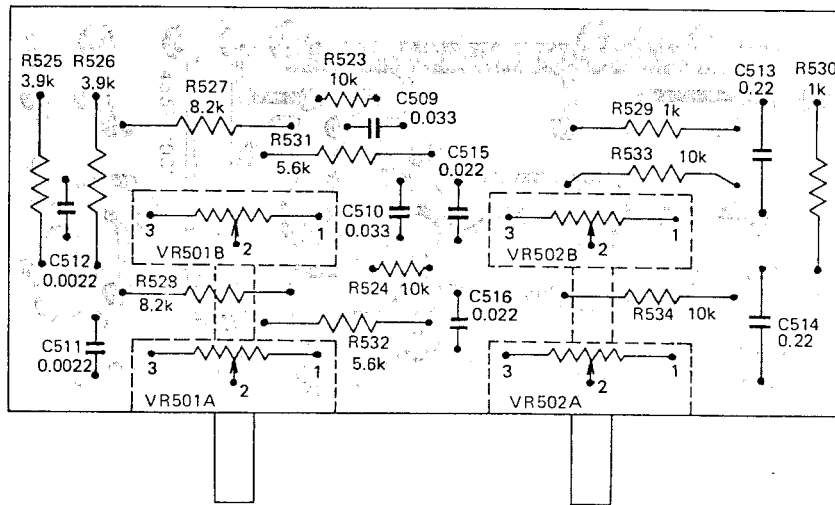 R525
3.9k
R526
3.9k
R527
8.2k
R523
10k
C509
0.033
R531
5.6k
C515
0.022
R529 1k
R533 10k
C513
0.22
R530
1k
3
1
2
VR501B
C510
0.033
3
1
2
VR502B
C512
0.0022
R528
8.2k
R524 10k
C516
0.022
R534 10k
C514
0.22
C511
0.0022
R532
5.6k
3
1
2
VR501A
3
1
2
VR502A